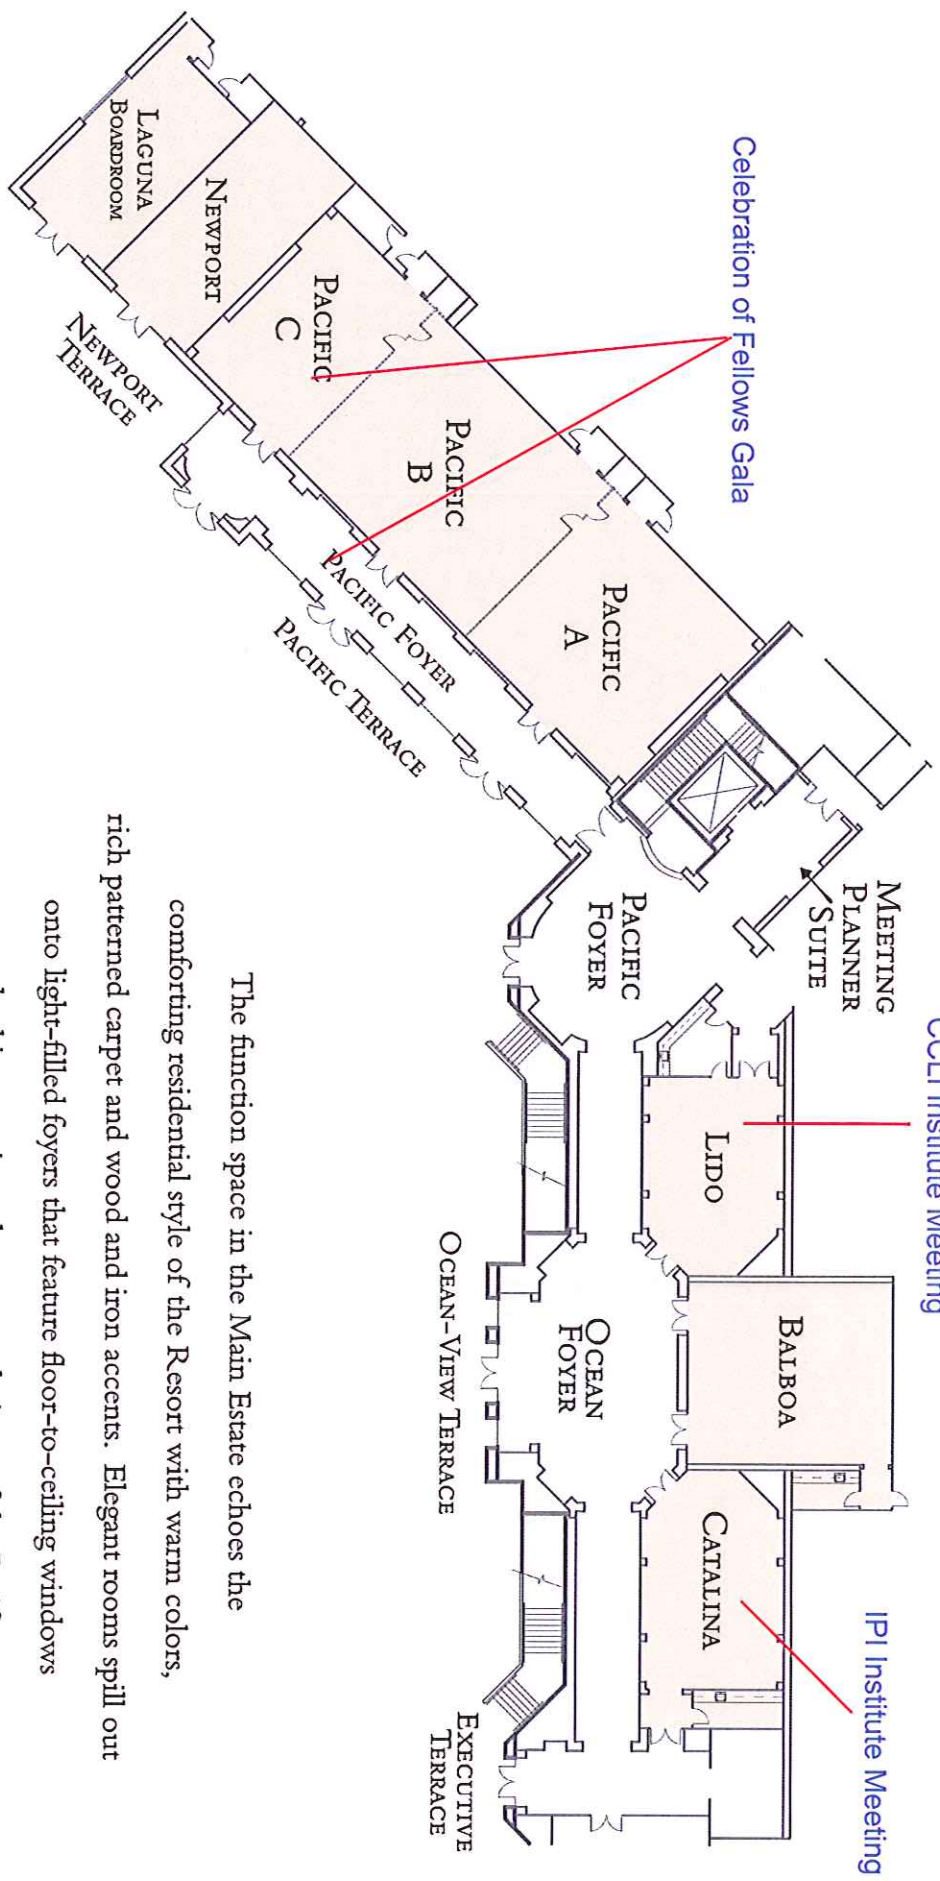 Celebration of Fellows Gala
CCLI Institute Meeting
IPI Institute Meeting
LAGUNA
BOARDROOM
NEWPORT
PACIFIC
C
PACIFIC
B
PACIFIC
A
NEWPORT
TERRACE
PACIFIC FOYER
PACIFIC TERRACE
MEETING
PLANNER
SUITE
PACIFIC
FOYER
LIDO
BALBOA
CATALINA
OCEAN
FOYER
OCEAN-VIEW TERRACE
EXECUTIVE
TERRACE
The function space in the Main Estate echoes the
comforting residential style of the Resort with warm colors,
rich patterned carpet and wood and iron accents. Elegant rooms spill out
onto light-filled foyers that feature floor-to-ceiling windows